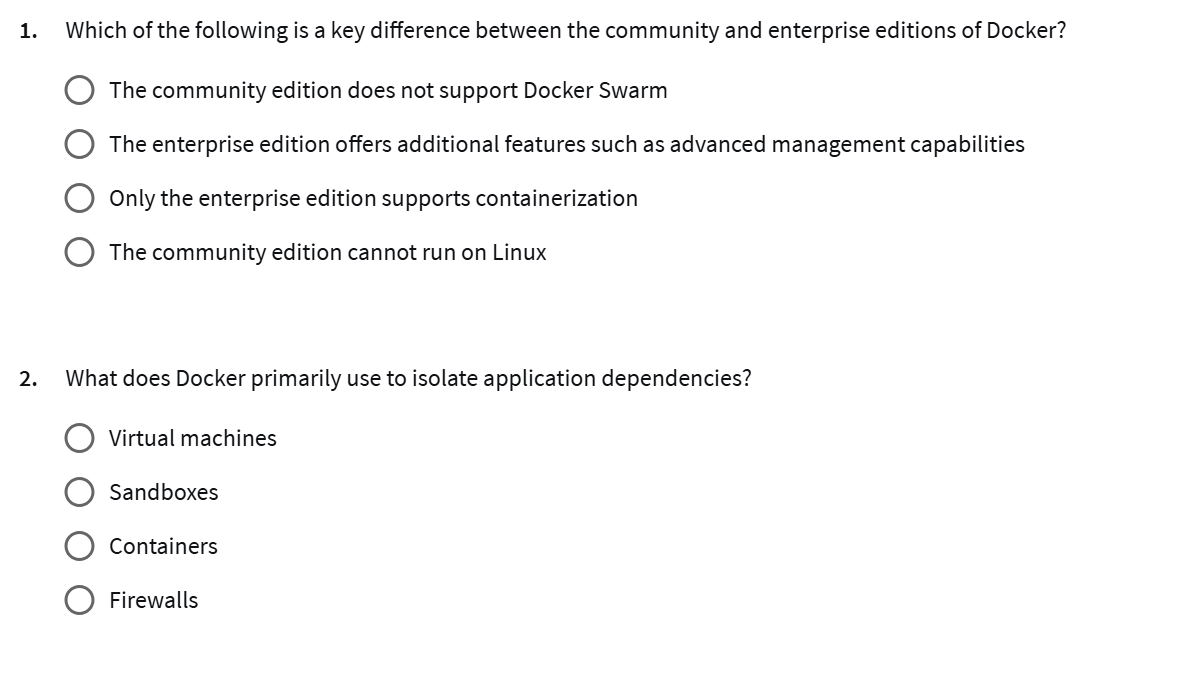 1. Which of the following is a key difference between the community and enterprise editions of Docker?
The community edition does not support Docker Swarm
The enterprise edition offers additional features such as advanced management capabilities
Only the enterprise edition supports containerization
The community edition cannot run on Linux
2. What does Docker primarily use to isolate application dependencies?
Virtual machines
Sandboxes
Containers
Firewalls